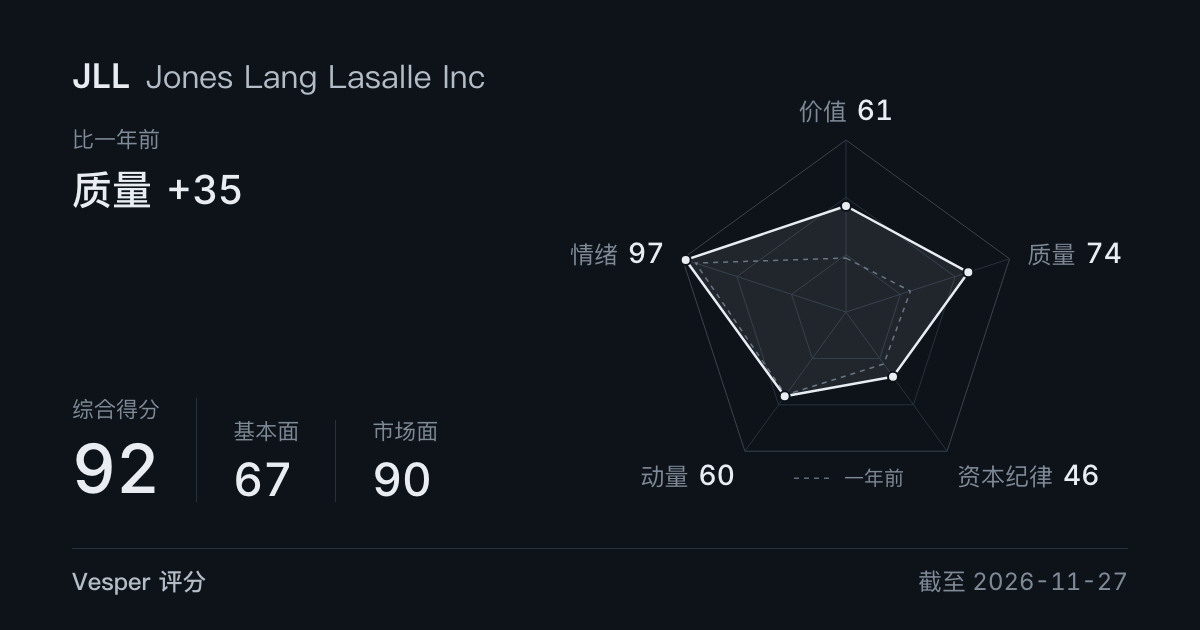 JLL Jones Lang Lasalle Inc
比一年前
质量 +35
价值 61
情绪 97
质量 74
动量 60
一年前
资本纪律 46
综合得分
92
基本面
67
市场面
90
Vesper 评分
截至 2026-11-27